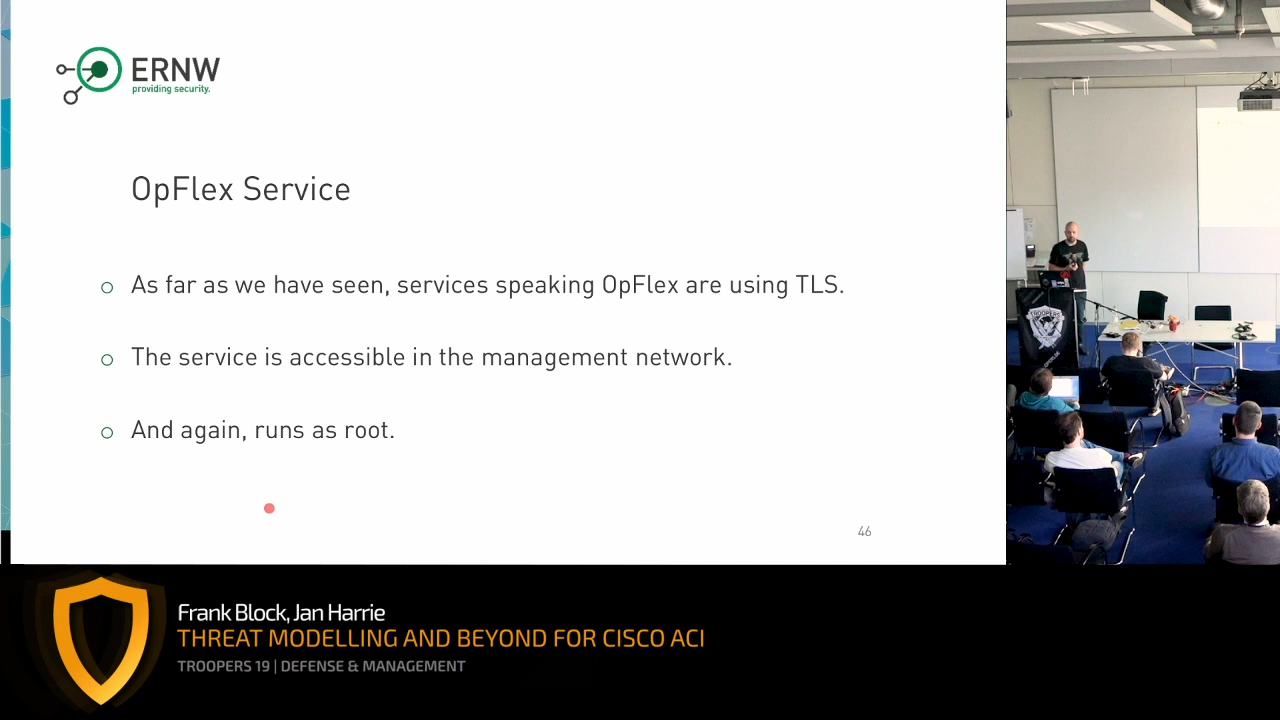 ERNW
providing security.
OpFlex Service
As far as we have seen, services speaking OpFlex are using TLS.
The service is accessible in the management network.
And again, runs as root.
46
TROOPERS
Frank Block, Jan Harrie
THREAT MODELLING AND BEYOND FOR CISCO ACI
TROOPERS 19 | DEFENSE & MANAGEMENT